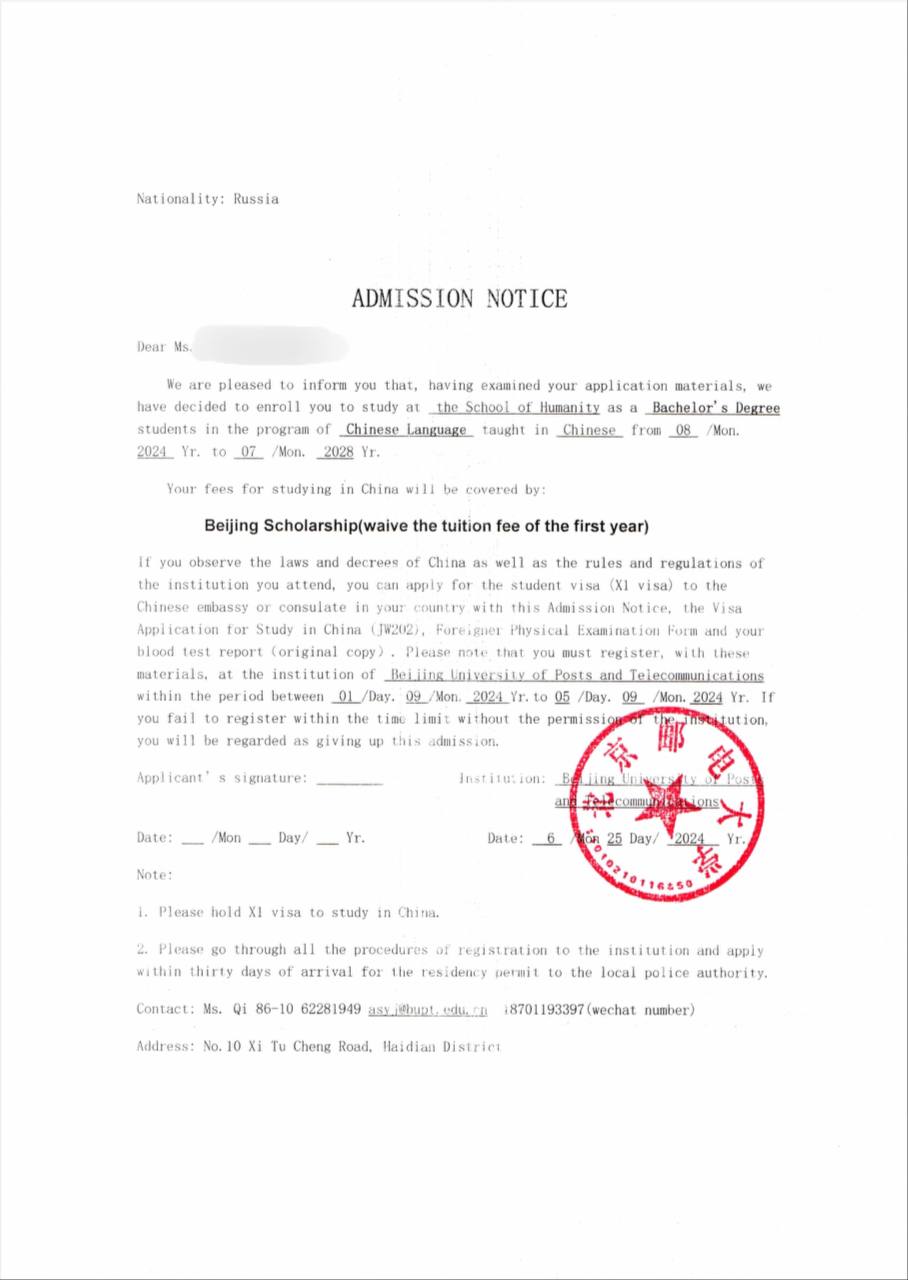 Nationality: Russia
ADMISSION NOTICE
Dear Ms.
We are pleased to inform you that, having examined your application materials, we
have decided to enroll you to study at the School of Humanity as a Bachelor's Degree
students in the program of Chinese Language taught in Chinese from 08 /Mon.
2024 Yr. to 07 /Mon. 2028 Yr.
Your fees for studying in China will be covered by:
Beijing Scholarship(waive the tuition fee of the first year)
If you observe the laws and decrees of China as well as the rules and regulations of
the institution you attend, you can apply for the student visa (X1 visa) to the
Chinese embassy or consulate in your country with this Admission Notice, the Visa
Application for Study in China (JW202), Foreigner Physical Examination Form and your
blood test report (original copy). Please note that you must register, with these
materials, at the institution of Beijing University of Posts and Telecommunications
within the period between 01 /Day. 09 /Mon. 2024 Yr. to 05 /Day. 09 /Mon. 2024 Yr. If
you fail to register within the time limit without the permission of the institution,
you will be regarded as giving up this admission.
Applicant's signature: ________ Institution: Beijing University of Posts
and Telecommunications
Date: ___ /Mon ___ Day/ ___ Yr. Date: 6 /Mon 25 Day/ 2024 Yr.
北京邮电大学
Note:
1. Please hold X1 visa to study in China.
2. Please go through all the procedures of registration to the institution and apply
within thirty days of arrival for the residency permit to the local police authority.
Contact: Ms. Qi 86-10 62281949 asyj@bupt.edu.cn 18701193397(wechat number)
Address: No.10 Xi Tu Cheng Road, Haidian District